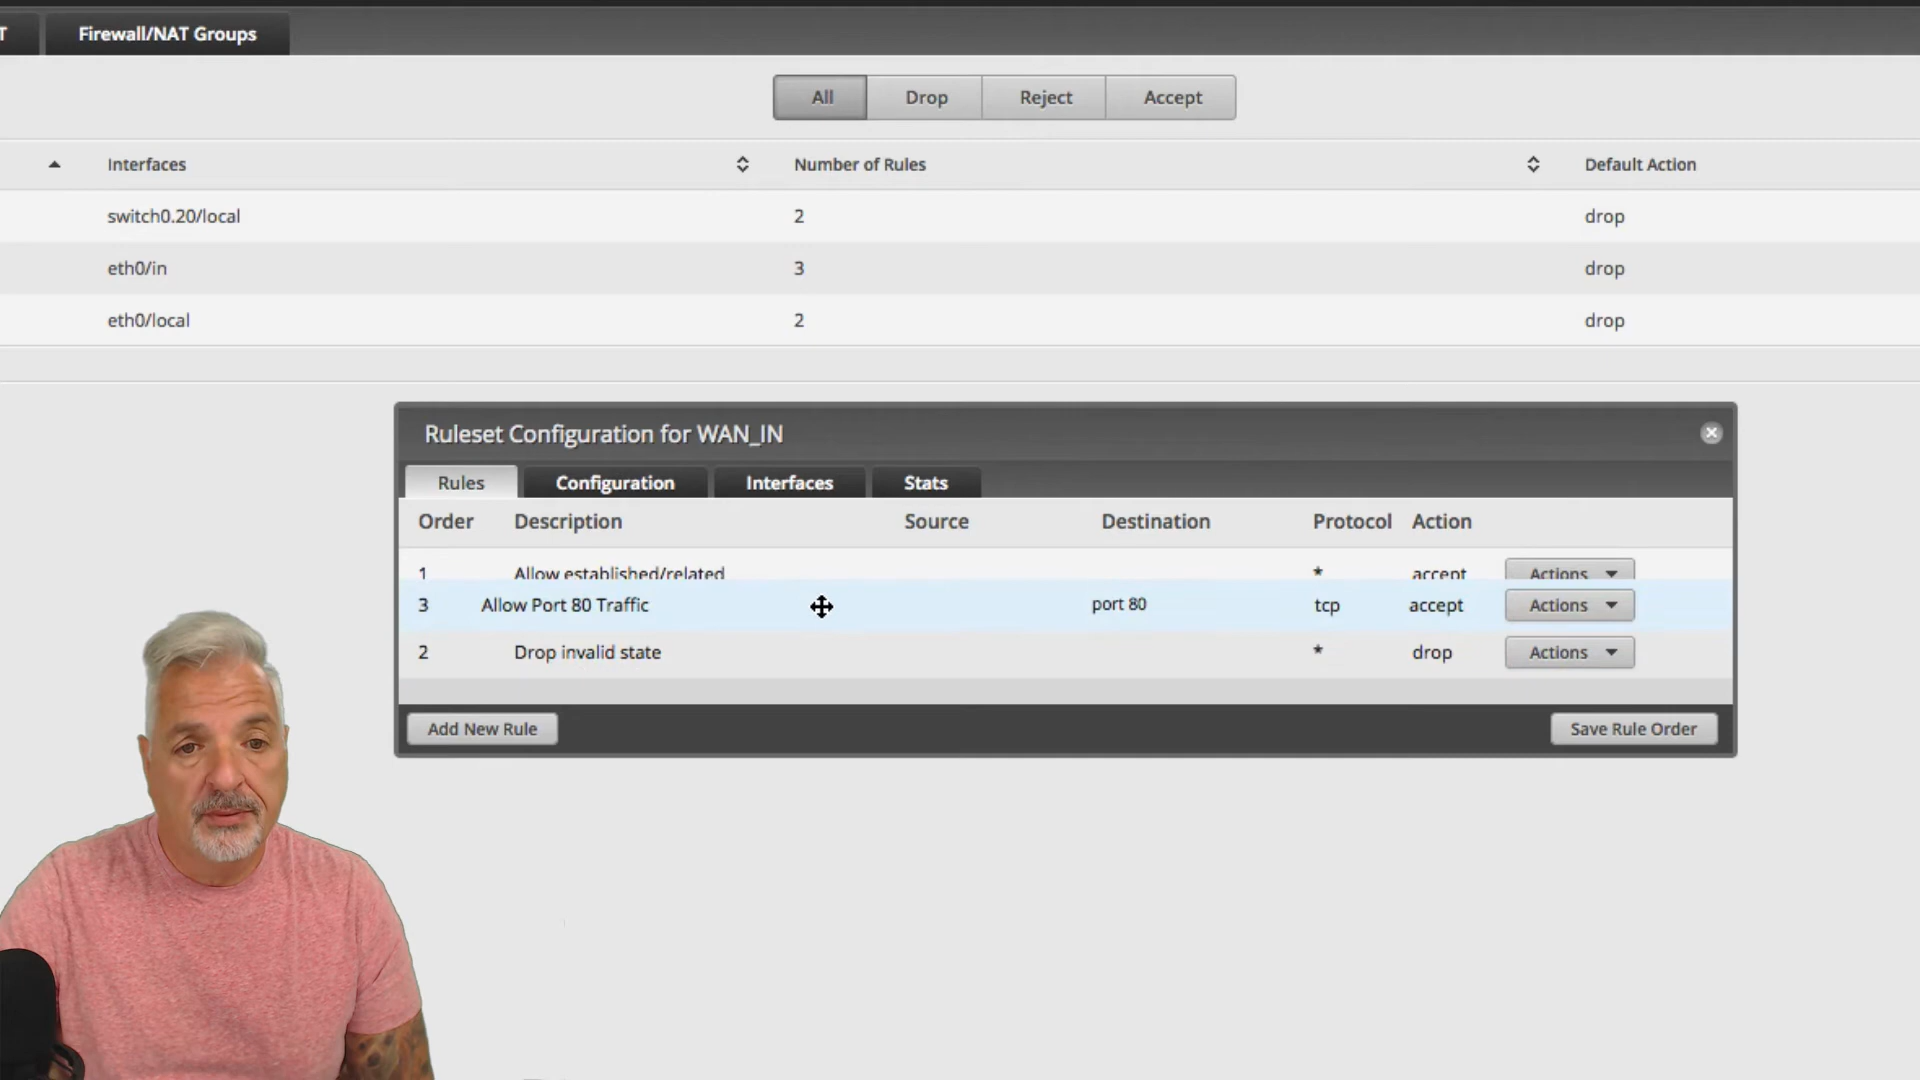 T Firewall/NAT Groups
All Drop Reject Accept
Interfaces Number of Rules Default Action
switch0.20/local 2 drop
eth0/in 3 drop
eth0/local 2 drop
Ruleset Configuration for WAN_IN
Rules Configuration Interfaces Stats
Order Description Source Destination Protocol Action
1 Allow established/related * accept Actions
3 Allow Port 80 Traffic port 80 tcp accept Actions
2 Drop invalid state * drop Actions
Add New Rule Save Rule Order